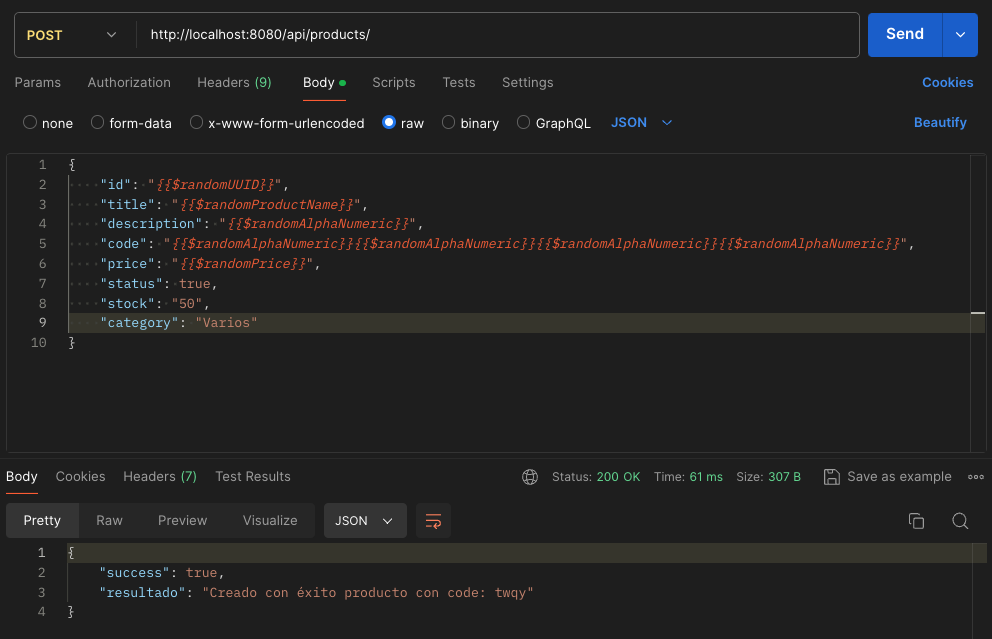 POST http://localhost:8080/api/products/ Send
Params Authorization Headers (9) Body Scripts Tests Settings Cookies
none form-data x-www-form-urlencoded raw binary GraphQL JSON Beautify
1 {
2 "id": "{{$randomUUID}}",
3 "title": "{{$randomProductName}}",
4 "description": "{{$randomAlphaNumeric}}",
5 "code": "{{$randomAlphaNumeric}}{{$randomAlphaNumeric}}{{$randomAlphaNumeric}}{{$randomAlphaNumeric}}",
6 "price": "{{$randomPrice}}",
7 "status": true,
8 "stock": "50",
9 "category": "Varios"
10 }
Body Cookies Headers (7) Test Results Status: 200 OK Time: 61 ms Size: 307 B Save as example
Pretty Raw Preview Visualize JSON
1 {
2 "success": true,
3 "resultado": "Creado con éxito producto con code: twqy"
4 }